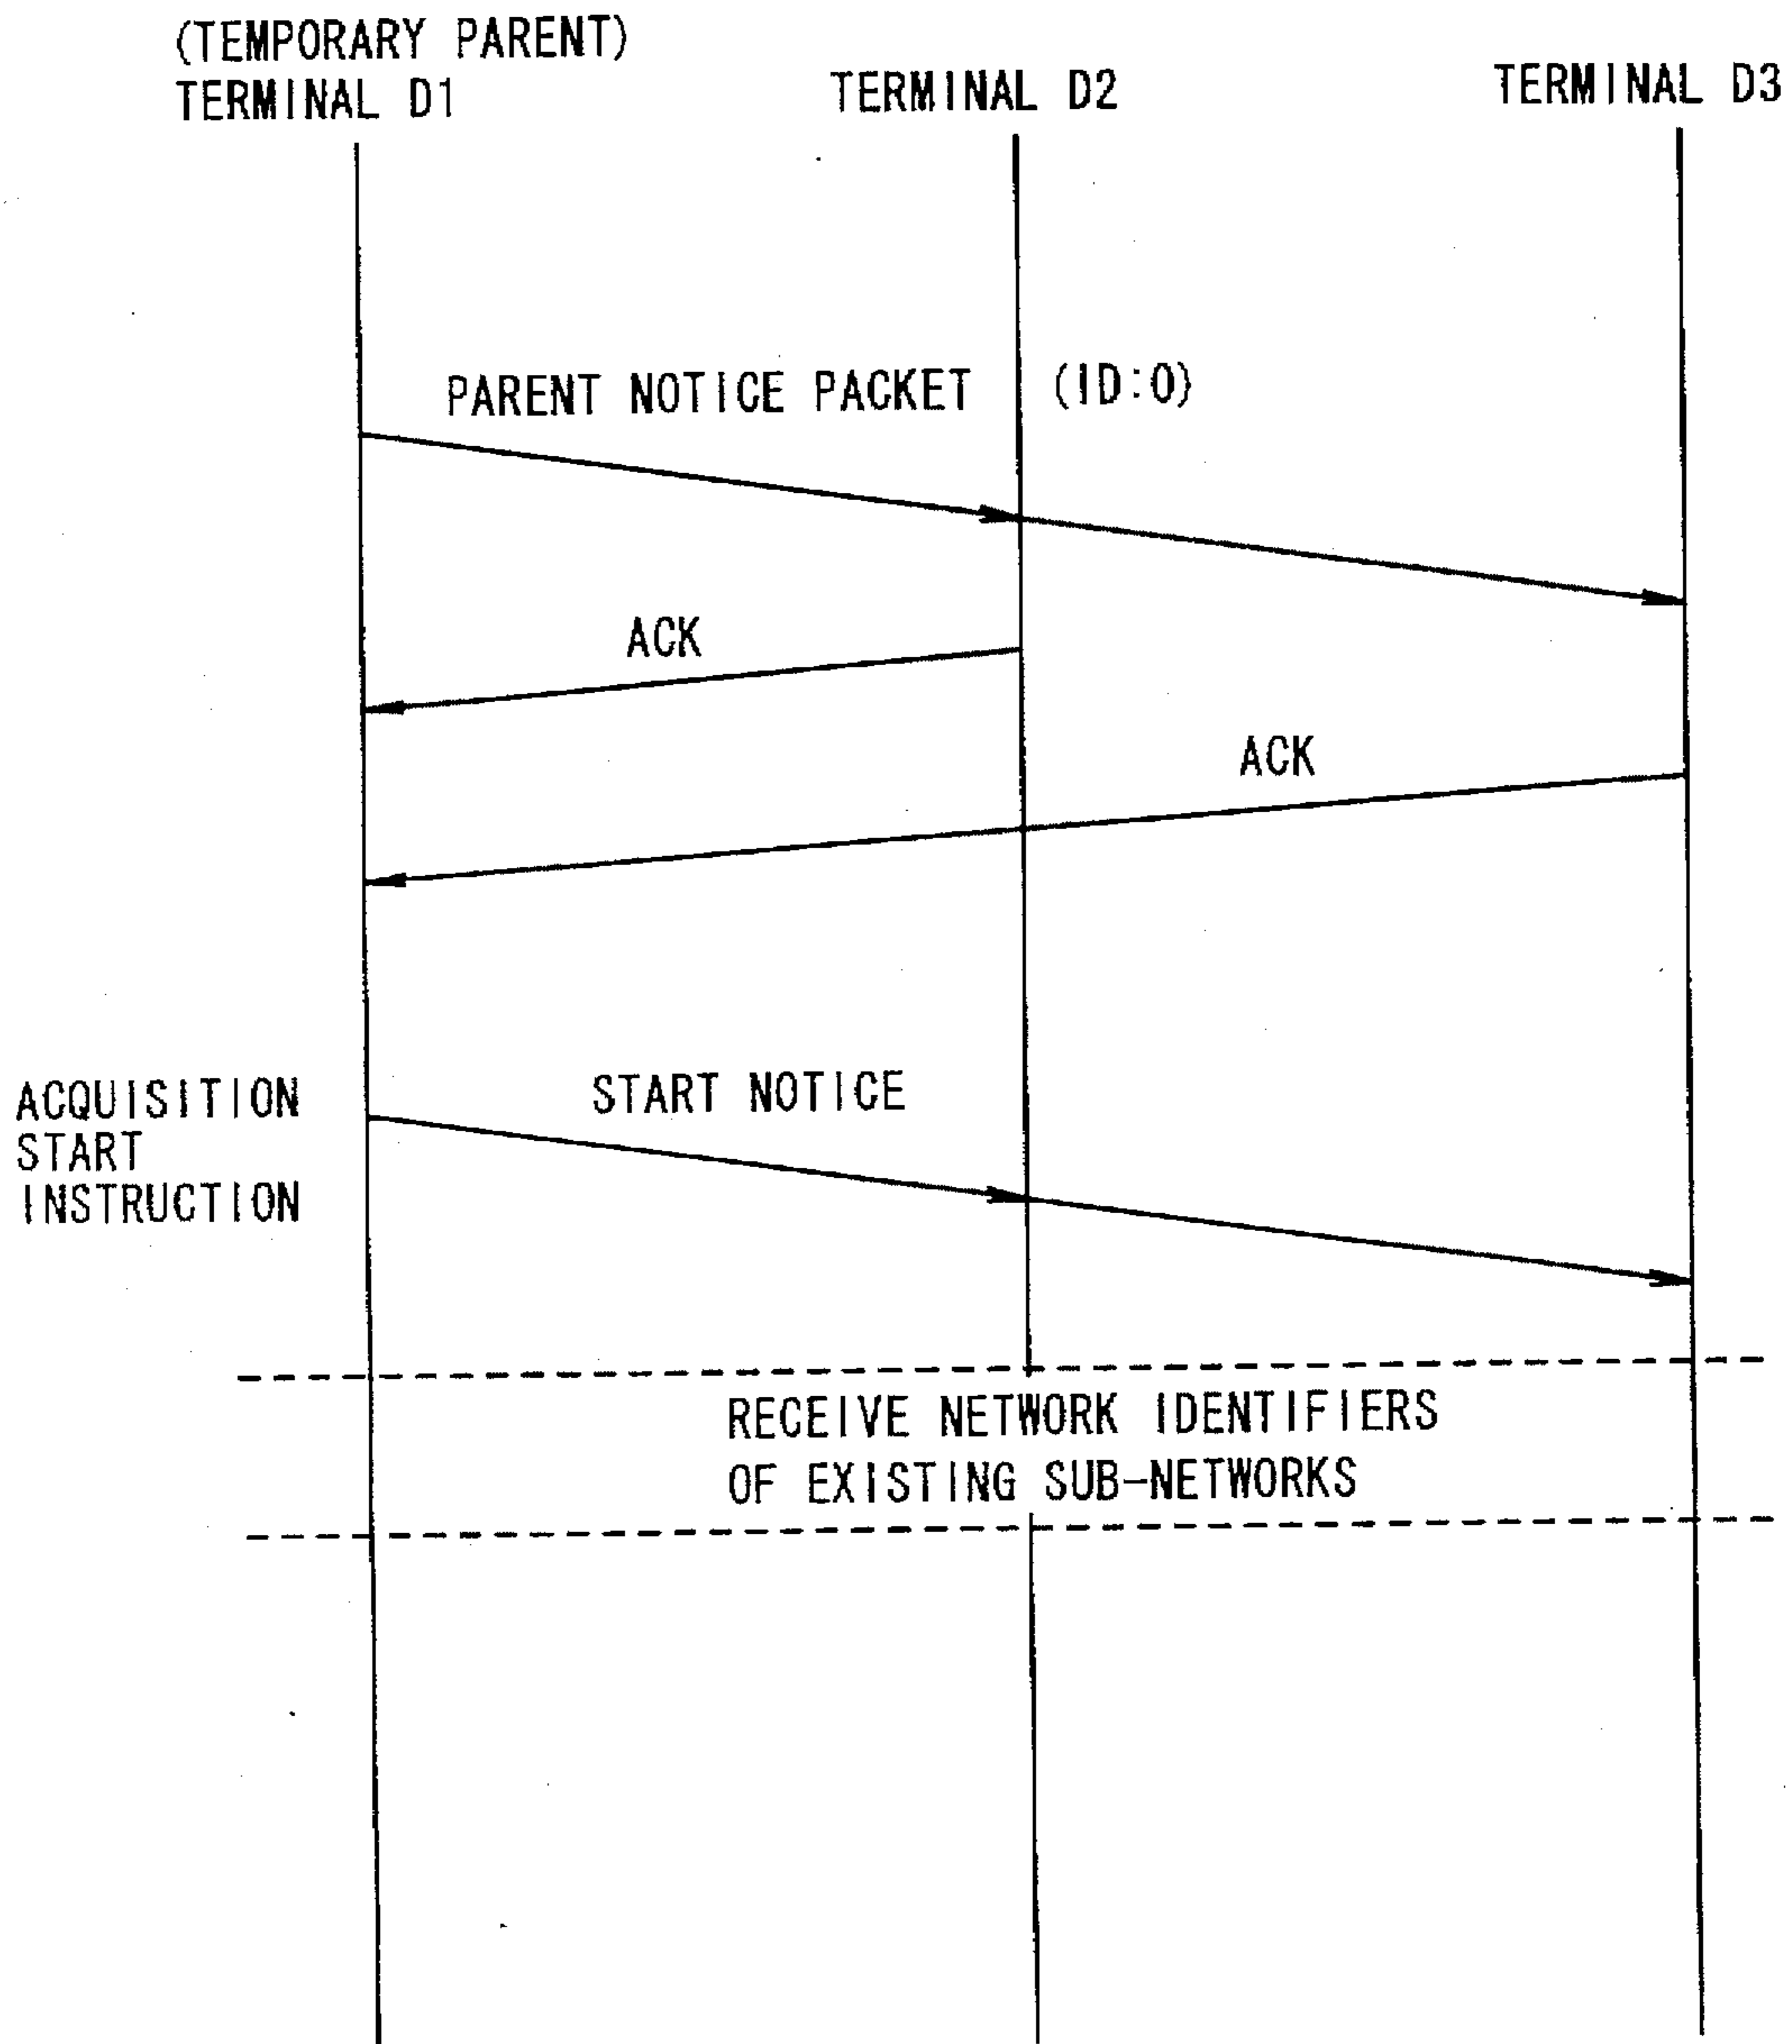 (TEMPORARY PARENT)
TERMINAL D1
TERMINAL D2
TERMINAL D3
PARENT NOTICE PACKET (ID:0)
ACK
ACK
ACQUISITION
START
INSTRUCTION
START NOTICE
RECEIVE NETWORK IDENTIFIERS
OF EXISTING SUB-NETWORKS